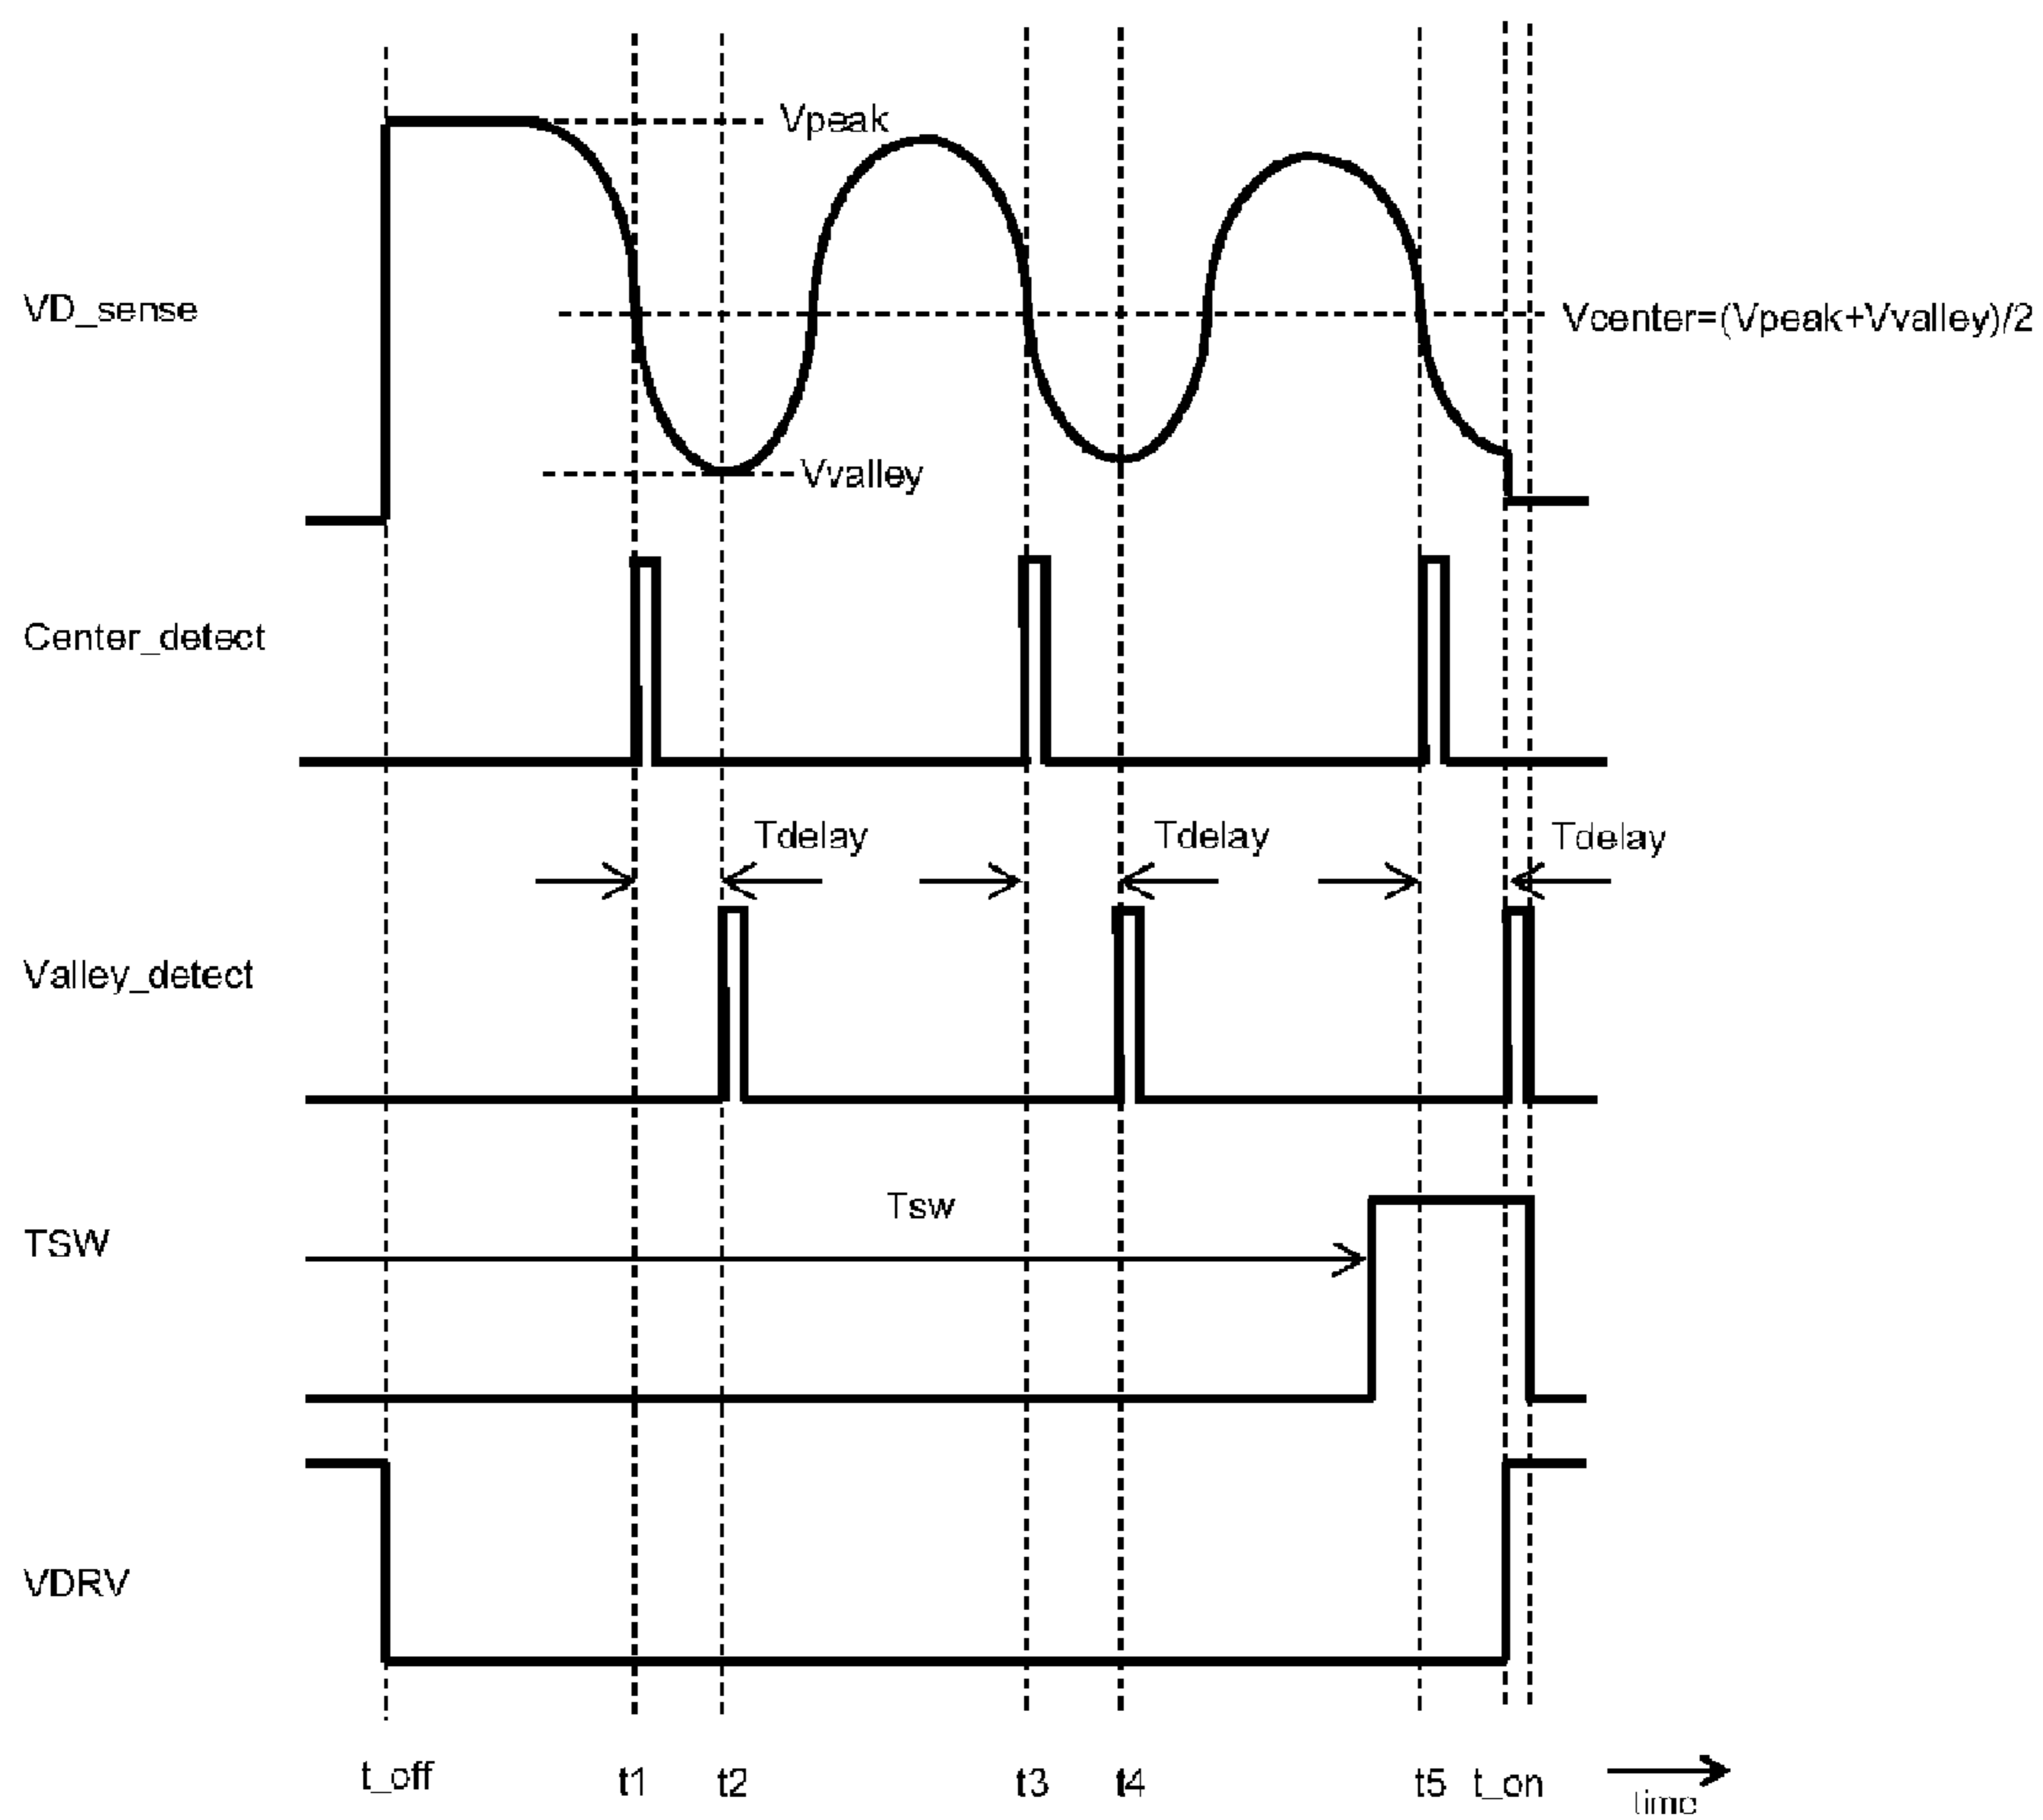 Vpeak
VD_sense
Vcenter=(Vpeak+Vvalley)/2
Vvalley
Center_detect
Tdelay Tdelay Tdelay
Valley_detect
Tsw
TSW
VDRV
t_off t1 t2 t3 t4 t5 t_on
time